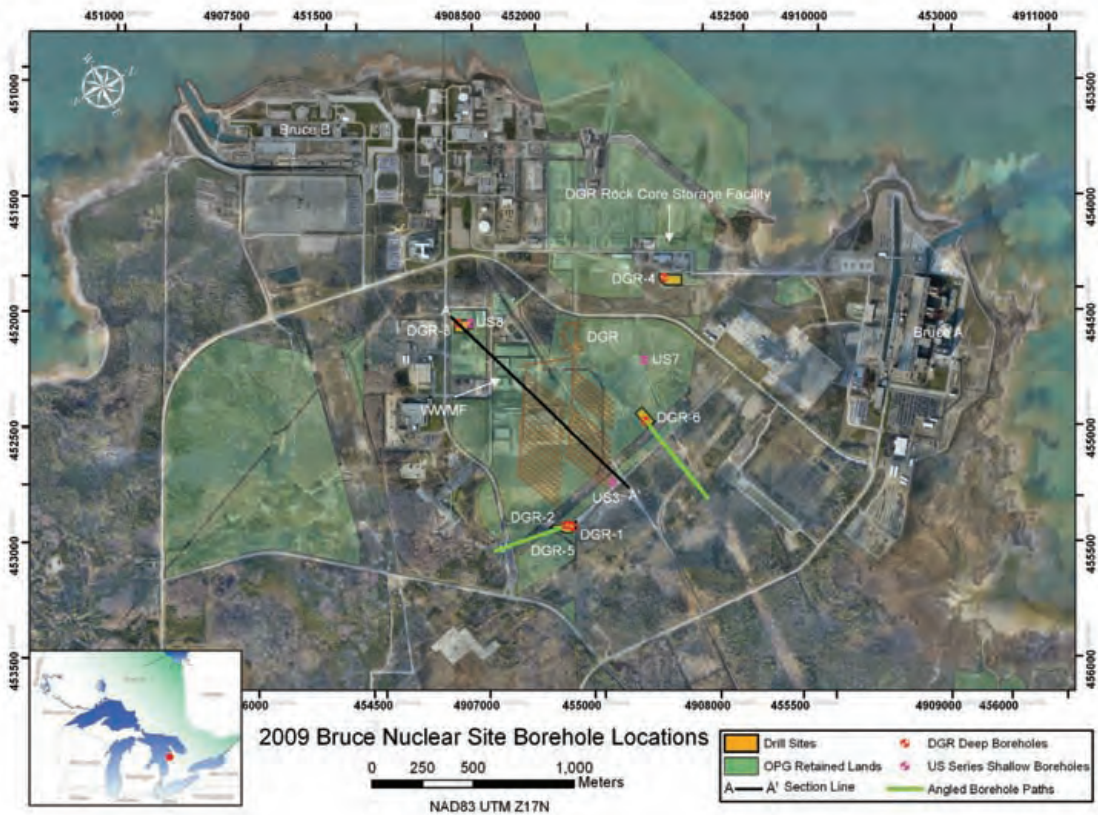 4910000 4907500 451500 4908500 452000 452500 4910000 453000 4911000
451000
451500
452000
452500
453000
453500
453500
454000
454500
455000
455500
456000
Bruce B
DGR Rock Core Storage Facility
DGR-4
A
DGR-3 US8
DGR
US7
Bruce A
WWMF
DGR-6
US3 A'
DGR-2
DGR-1
DGR-5
454500 4907000 455000 4908000 455500 4909000 436000
2009 Bruce Nuclear Site Borehole Locations
0 250 500 1,000
Meters
NAD83 UTM Z17N
Drill Sites
DGR Deep Boreholes
OPG Retained Lands
US Series Shallow Boreholes
A A' Section Line
Angled Borehole Paths